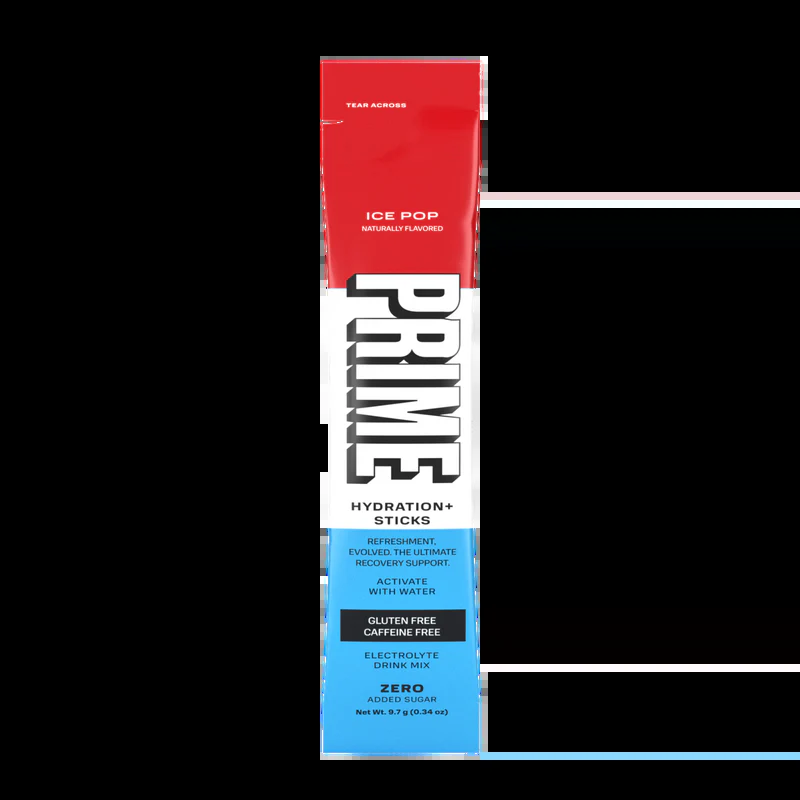 TEAR ACROSS
ICE POP
NATURALLY FLAVORED
PRIME
HYDRATION+
STICKS
REFRESHMENT,
EVOLVED. THE ULTIMATE
RECOVERY SUPPORT.
ACTIVATE
WITH WATER
GLUTEN FREE
CAFFEINE FREE
ELECTROLYTE
DRINK MIX
ZERO
ADDED SUGAR
Net Wt. 9.7 g (0.34 oz)